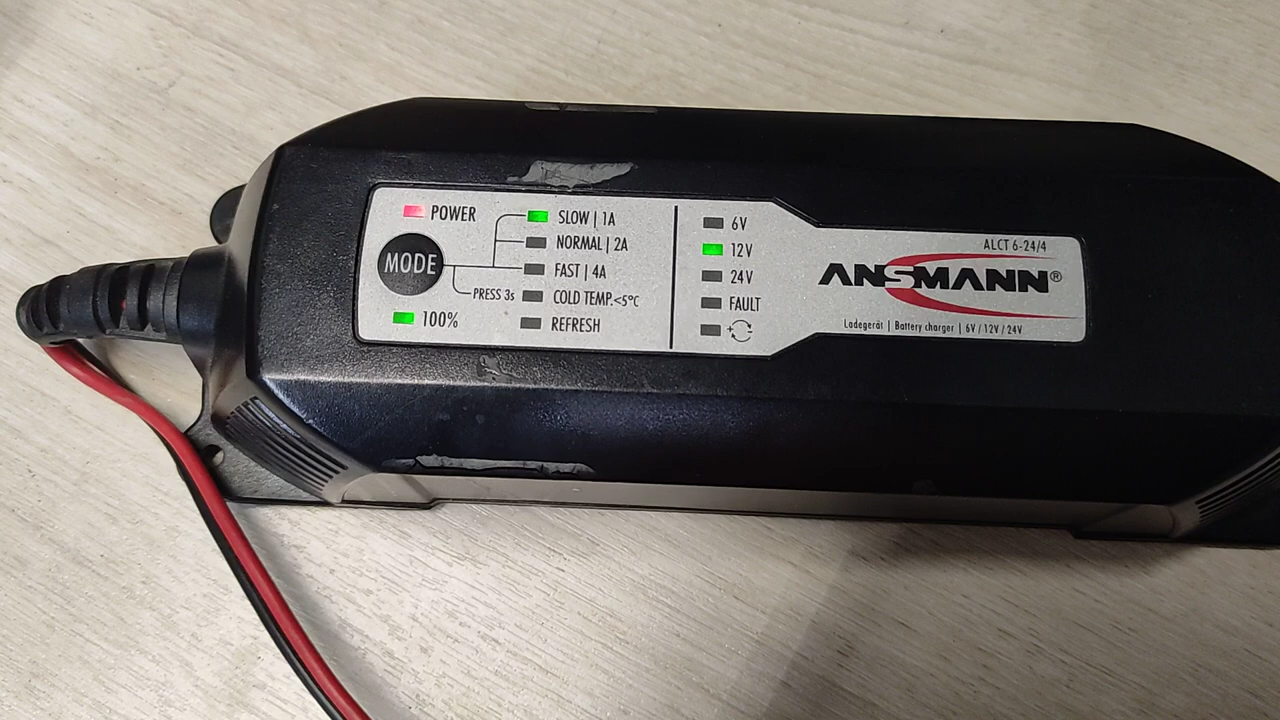 POWER
MODE
PRESS 3s
100%
SLOW | 1A
NORMAL | 2A
FAST | 4A
COLD TEMP.<5°C
REFRESH
6V
12V
24V
FAULT
+
ALCT 6-24/4
ANSMANN®
Ladegerät | Battery charger | 6V / 12V / 24V